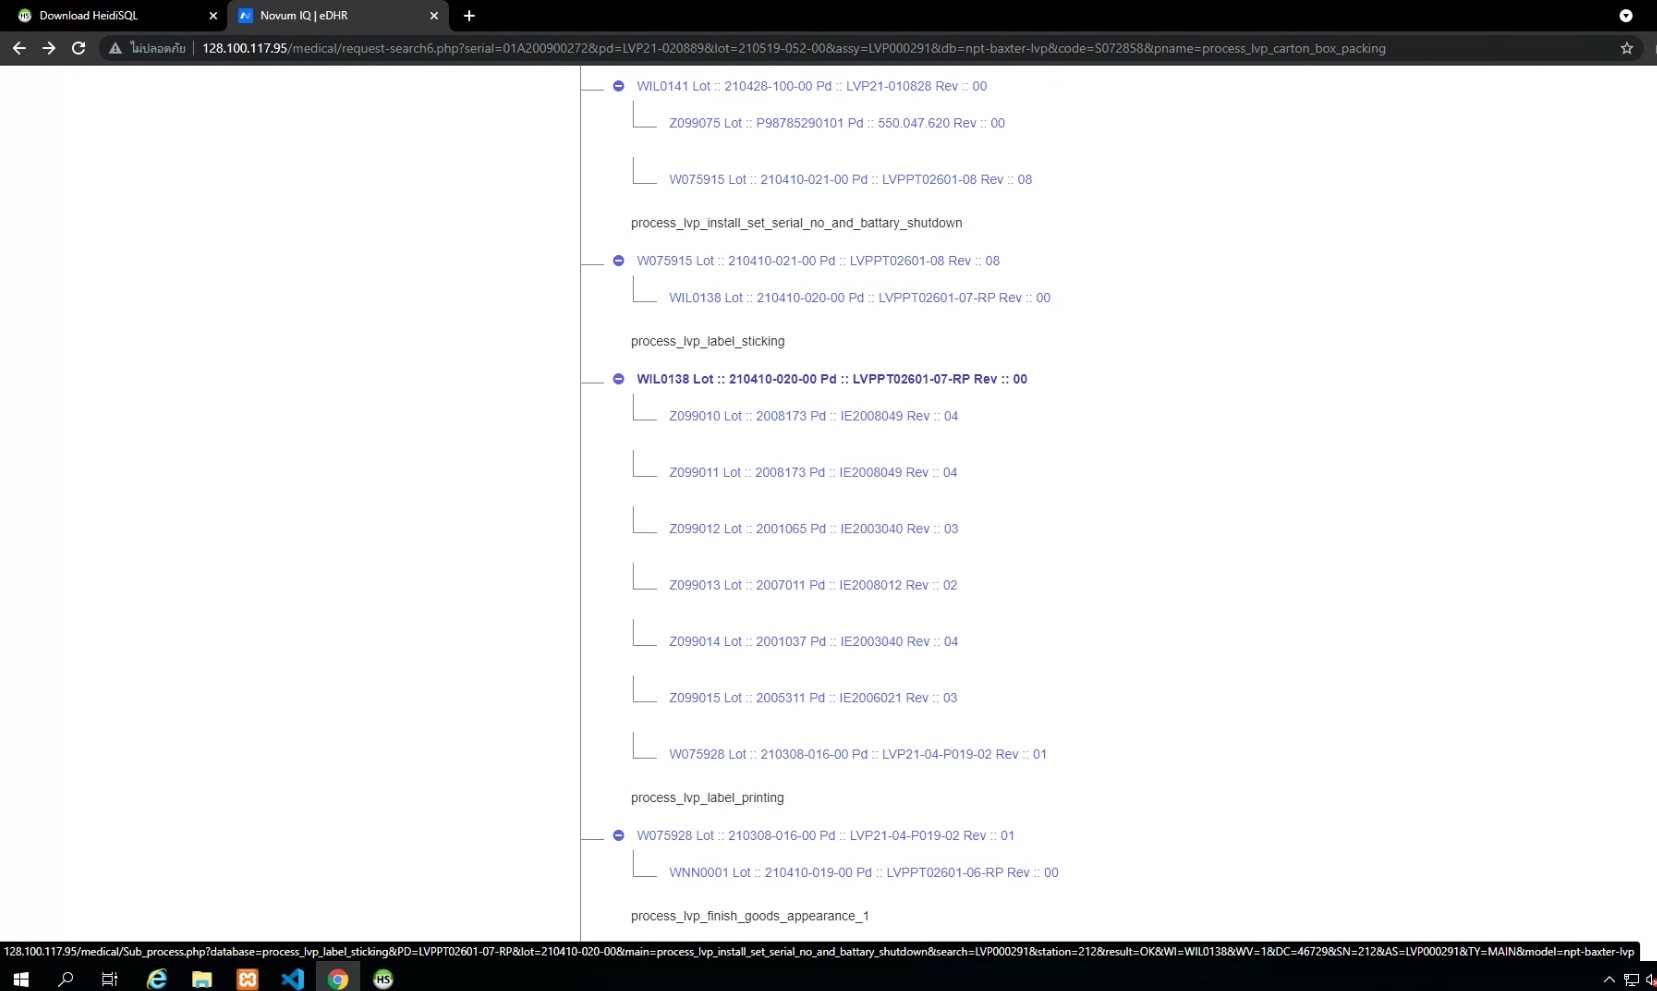 Download HeidiSQL
Novum IQ | eDHR
ไม่ปลอดภัย
128.100.117.95/medical/request-search6.php?serial=01A200900272&pd=LVP21-020889&lot=210519-052-00&assy=LVP000291&db=npt-baxter-lvp&code=S072858&pname=process_lvp_carton_box_packing
WIL0141 Lot :: 210428-100-00 Pd :: LVP21-010828 Rev :: 00
Z099075 Lot :: P98785290101 Pd :: 550.047.620 Rev :: 00
W075915 Lot :: 210410-021-00 Pd :: LVPPT02601-08 Rev :: 08
process_lvp_install_set_serial_no_and_battary_shutdown
W075915 Lot :: 210410-021-00 Pd :: LVPPT02601-08 Rev :: 08
WIL0138 Lot :: 210410-020-00 Pd :: LVPPT02601-07-RP Rev :: 00
process_lvp_label_sticking
WIL0138 Lot :: 210410-020-00 Pd :: LVPPT02601-07-RP Rev :: 00
Z099010 Lot :: 2008173 Pd :: IE2008049 Rev :: 04
Z099011 Lot :: 2008173 Pd :: IE2008049 Rev :: 04
Z099012 Lot :: 2001065 Pd :: IE2003040 Rev :: 03
Z099013 Lot :: 2007011 Pd :: IE2008012 Rev :: 02
Z099014 Lot :: 2001037 Pd :: IE2003040 Rev :: 04
Z099015 Lot :: 2005311 Pd :: IE2006021 Rev :: 03
W075928 Lot :: 210308-016-00 Pd :: LVP21-04-P019-02 Rev :: 01
process_lvp_label_printing
W075928 Lot :: 210308-016-00 Pd :: LVP21-04-P019-02 Rev :: 01
WNN0001 Lot :: 210410-019-00 Pd :: LVPPT02601-06-RP Rev :: 00
process_lvp_finish_goods_appearance_1
128.100.117.95/medical/Sub_process.php?database=process_lvp_label_sticking&PD=LVPPT02601-07-RP&lot=210410-020-00&main=process_lvp_install_set_serial_no_and_battary_shutdown&search=LVP000291&station=212&result=OK&WI=WIL0138&WV=1&DC=46729&SN=212&AS=LVP000291&TY=MAIN&model=npt-baxter-lvp
HS